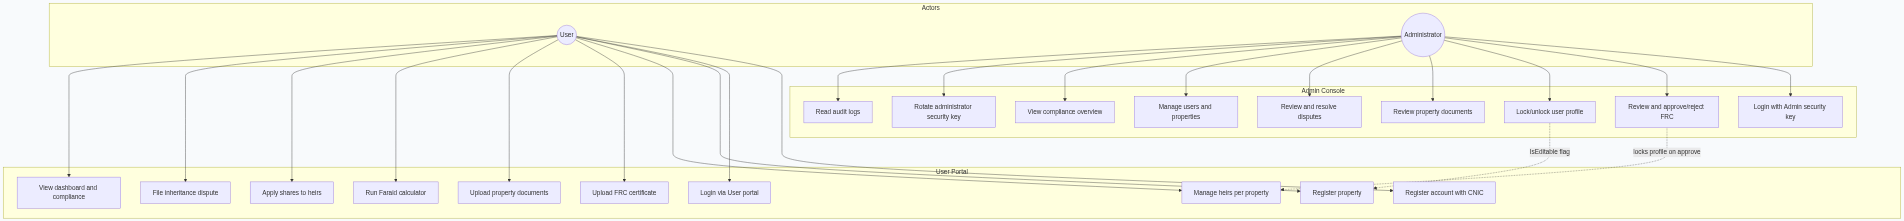 Actors
User
Administrator
Admin Console
Read audit logs
Rotate administrator
security key
View compliance overview
Manage users and
properties
Review and resolve
disputes
Review property documents
Lock/unlock user profile
Review and approve/reject
FRC
Login with Admin security
key
IsEditable flag
locks profile on approve
User Portal
View dashboard and
compliance
File inheritance dispute
Apply shares to heirs
Run Faraid calculator
Upload property documents
Upload FRC certificate
Login via User portal
Manage heirs per property
Register property
Register account with CNIC